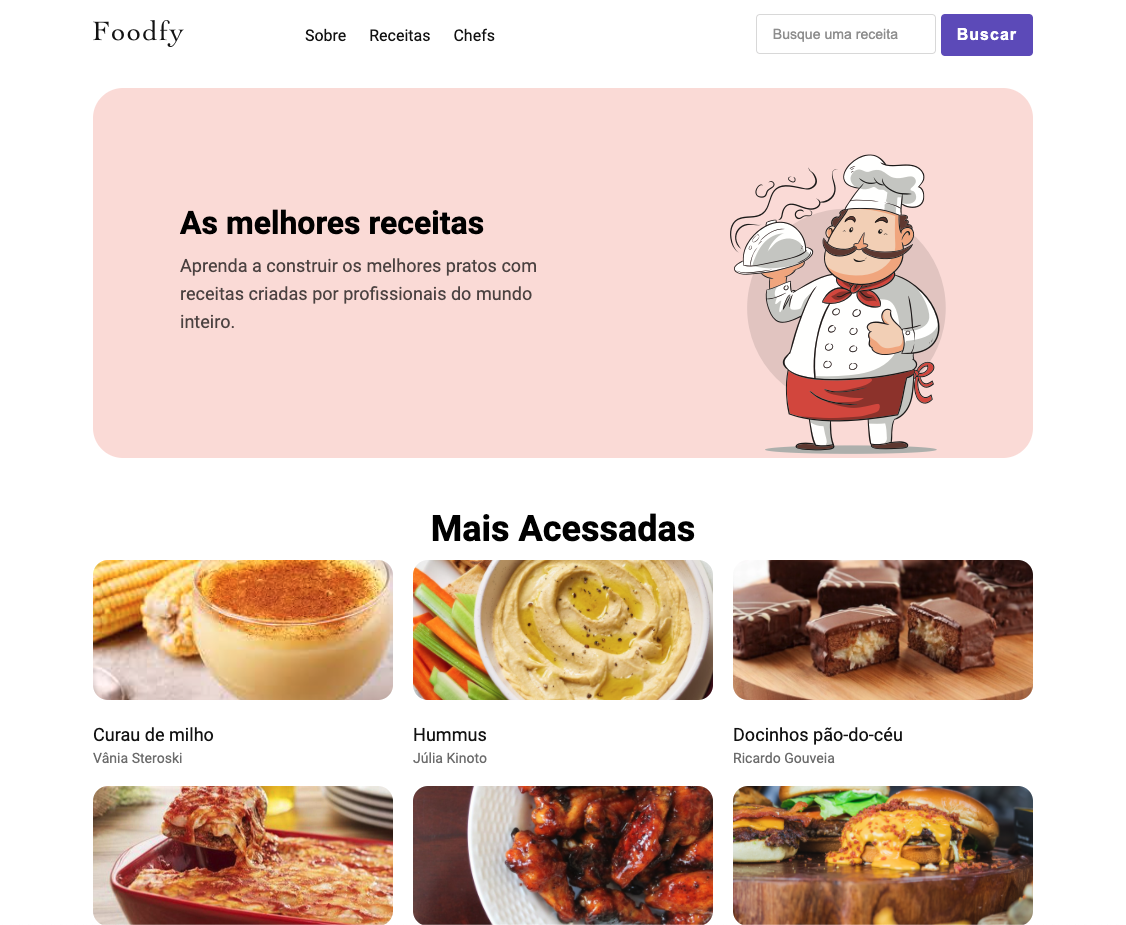 Foodfy
Sobre Receitas Chefs
Busque uma receita
Buscar
As melhores receitas
Aprenda a construir os melhores pratos com
receitas criadas por profissionais do mundo
inteiro.
Mais Acessadas
Curau de milho
Vânia Steroski
Hummus
Júlia Kinoto
Docinhos pão-do-céu
Ricardo Gouveia